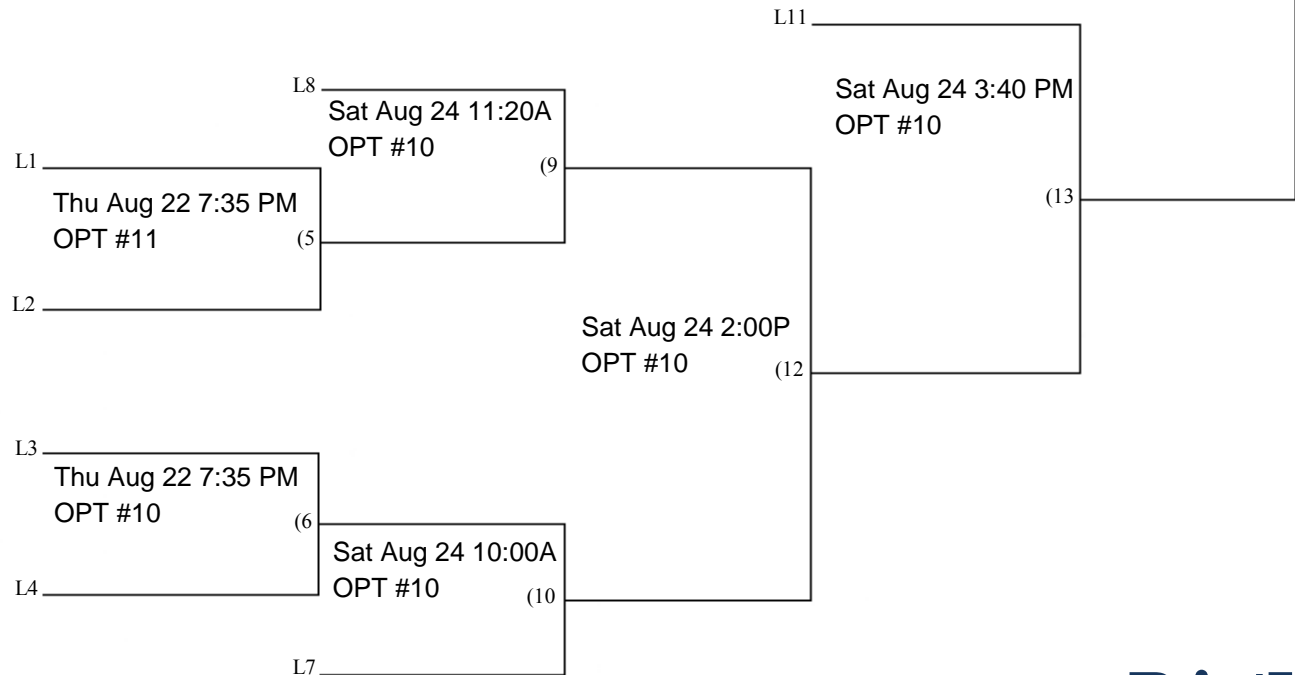 L11
L8
Sat Aug 24 3:40 PM
OPT #10
Sat Aug 24 11:20A
OPT #10
(9
L1
Thu Aug 22 7:35 PM
OPT #11
(5
(13
L2
Sat Aug 24 2:00P
OPT #10
(12
L3
Thu Aug 22 7:35 PM
OPT #10
(6
Sat Aug 24 10:00A
OPT #10
(10
L4
L7